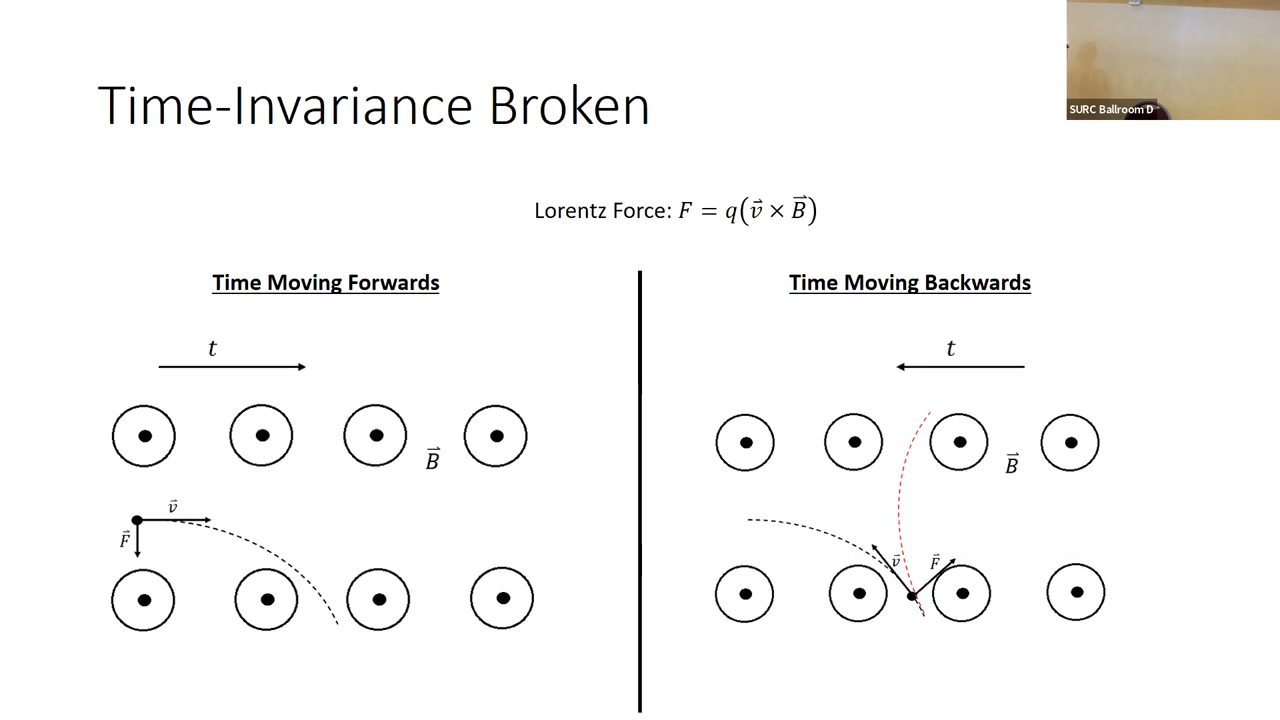 SURC Ballroom D
Time-Invariance Broken
Lorentz Force: F = q(v⃗ × B⃗)
Time Moving Forwards
Time Moving Backwards
t
t
B⃗
B⃗
v⃗
F⃗
v⃗
F⃗